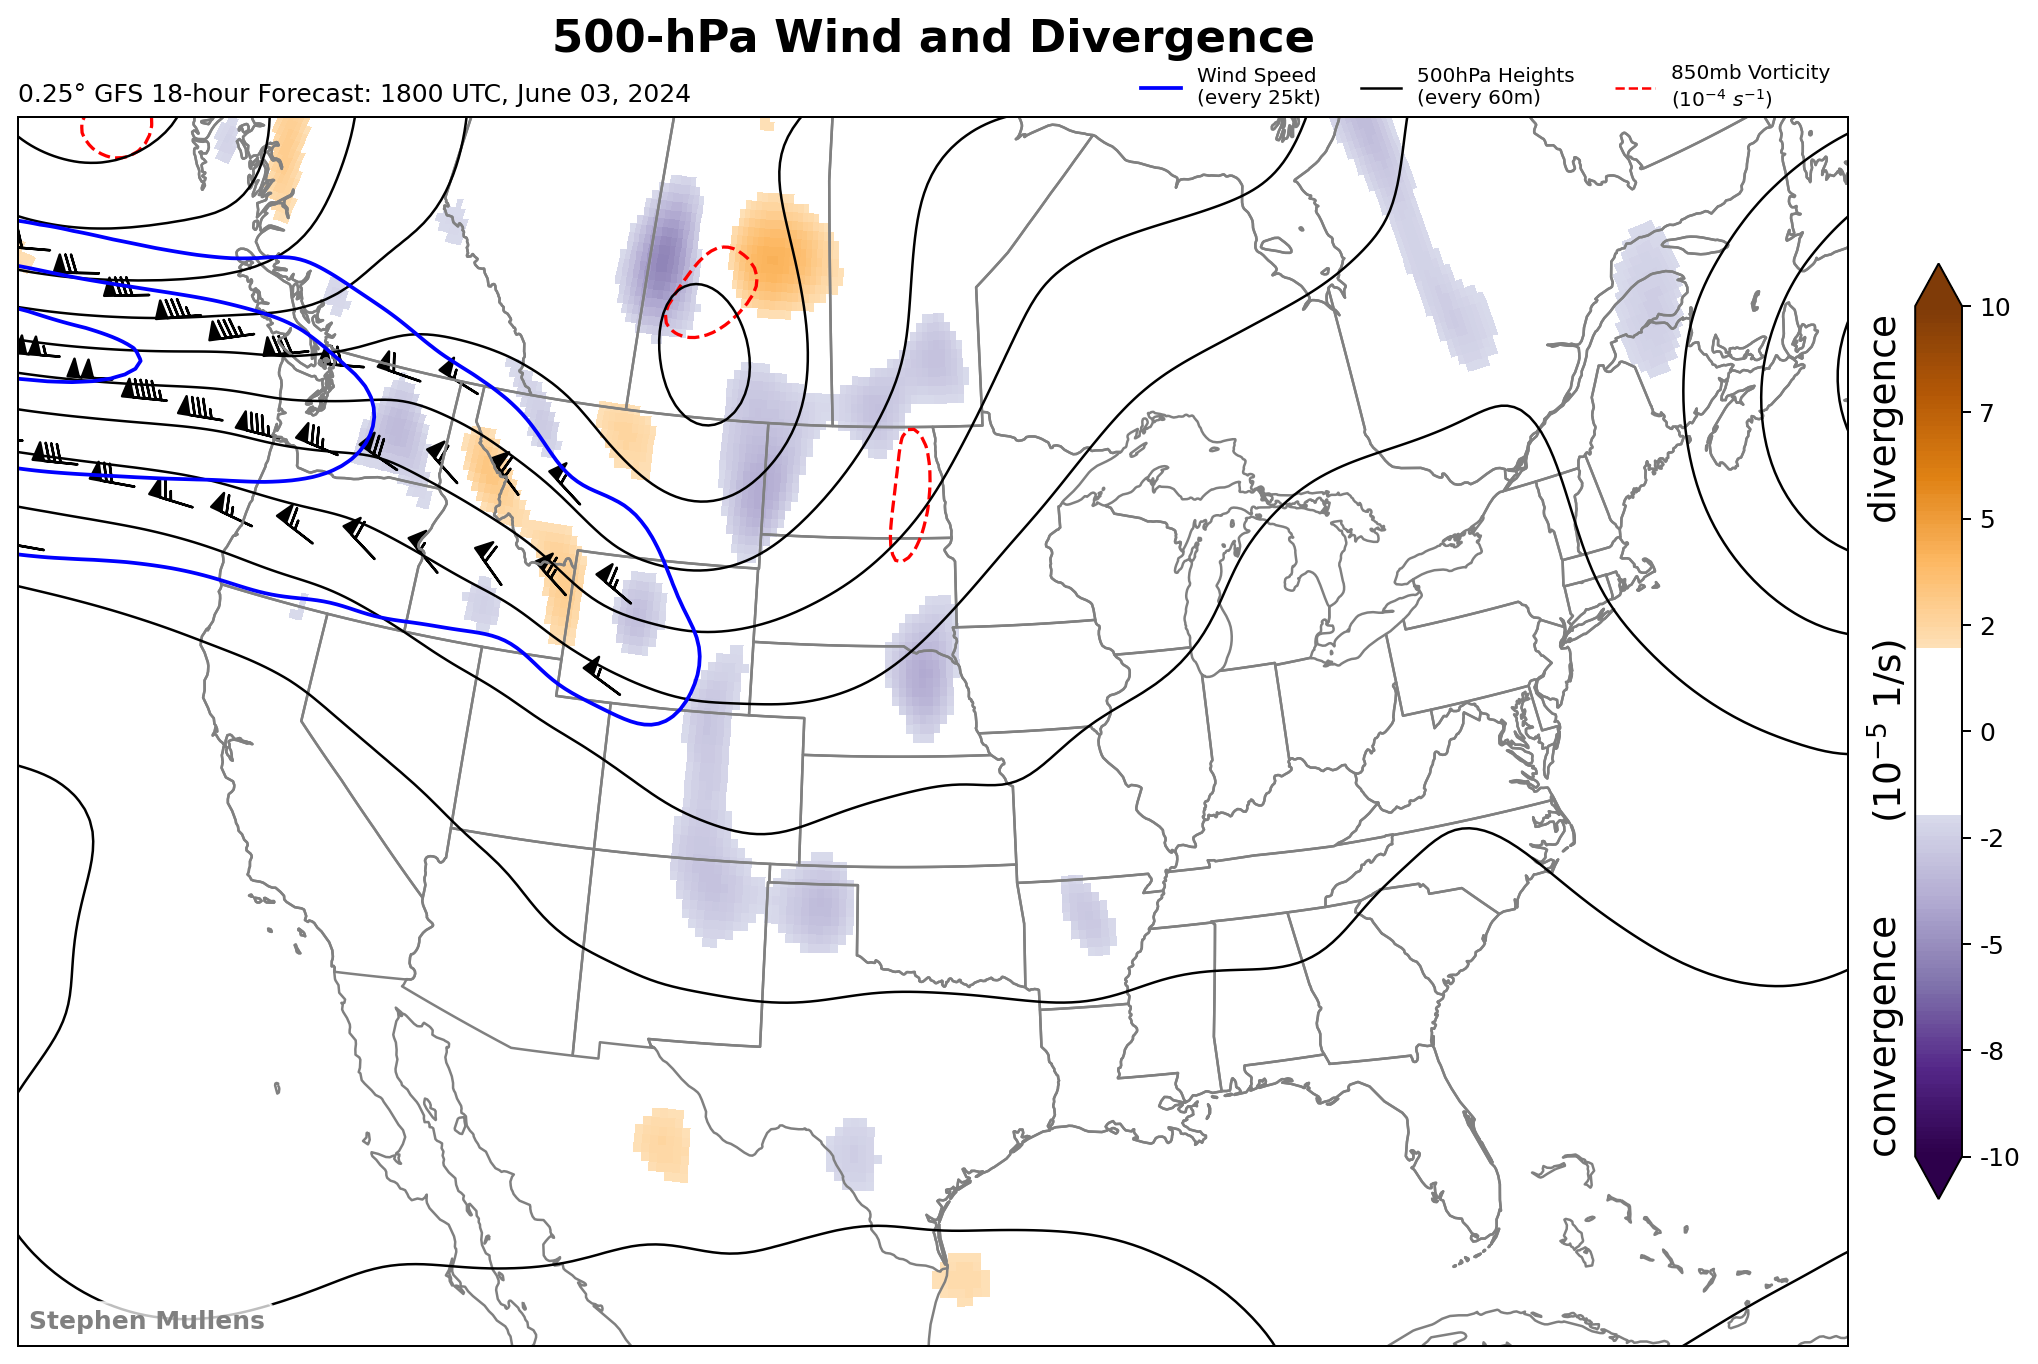 500-hPa Wind and Divergence
0.25° GFS 18-hour Forecast: 1800 UTC, June 03, 2024
Wind Speed
(every 25kt)
500hPa Heights
(every 60m)
850mb Vorticity
(10⁻⁴ s⁻¹)
10
7
5
2
0
-2
-5
-8
-10
convergence (10⁻⁵ 1/s) divergence
Stephen Mullens